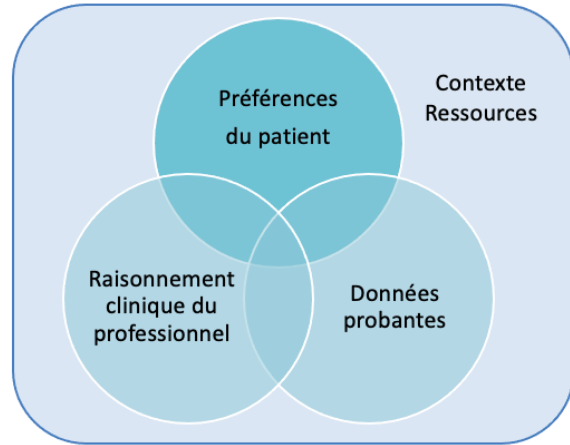 Préférences
du patient
Contexte
Ressources
Raisonnement
clinique du
professionnel
Données
probantes